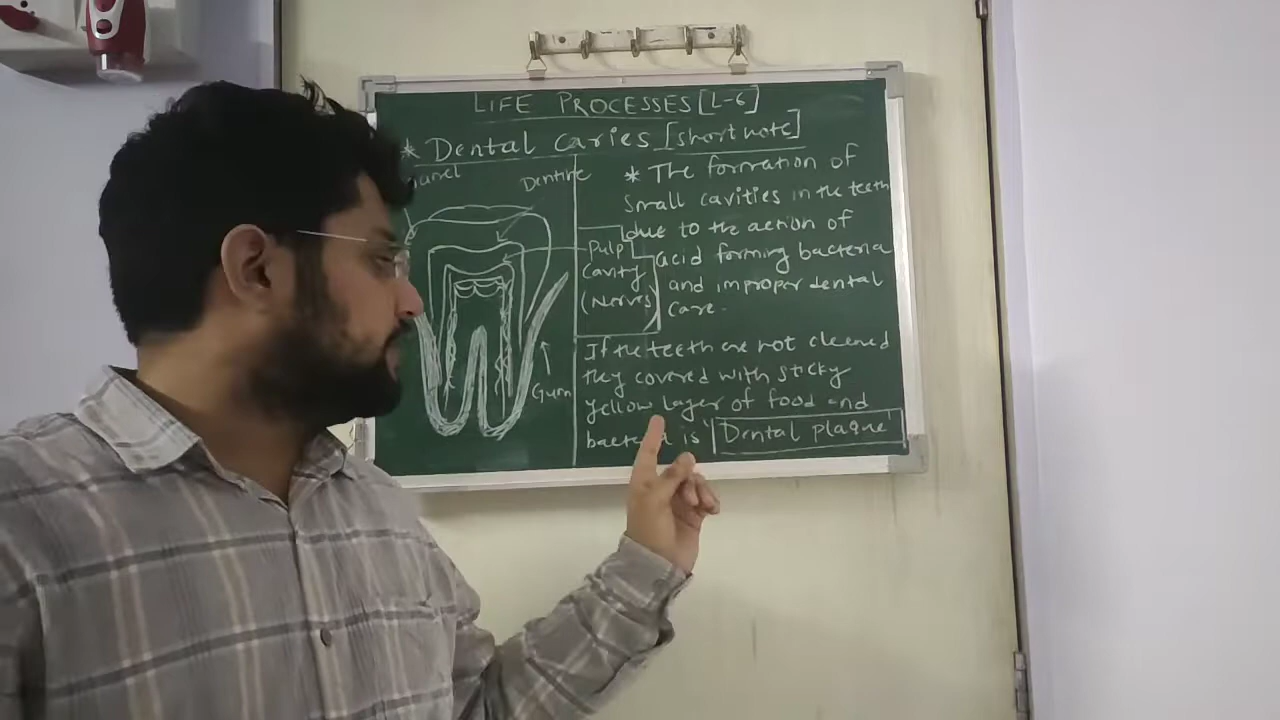 LIFE PROCESSES [L-6]
* Dental caries [short note]
Dentine
Pulp
Cavity
(Nerves)
Gum
* The formation of
small cavities in the teeth
due to the action of
acid forming bacteria
and improper dental
care.
If the teeth are not cleaned
they covered with sticky
yellow layer of food and
is "Dental plaque"